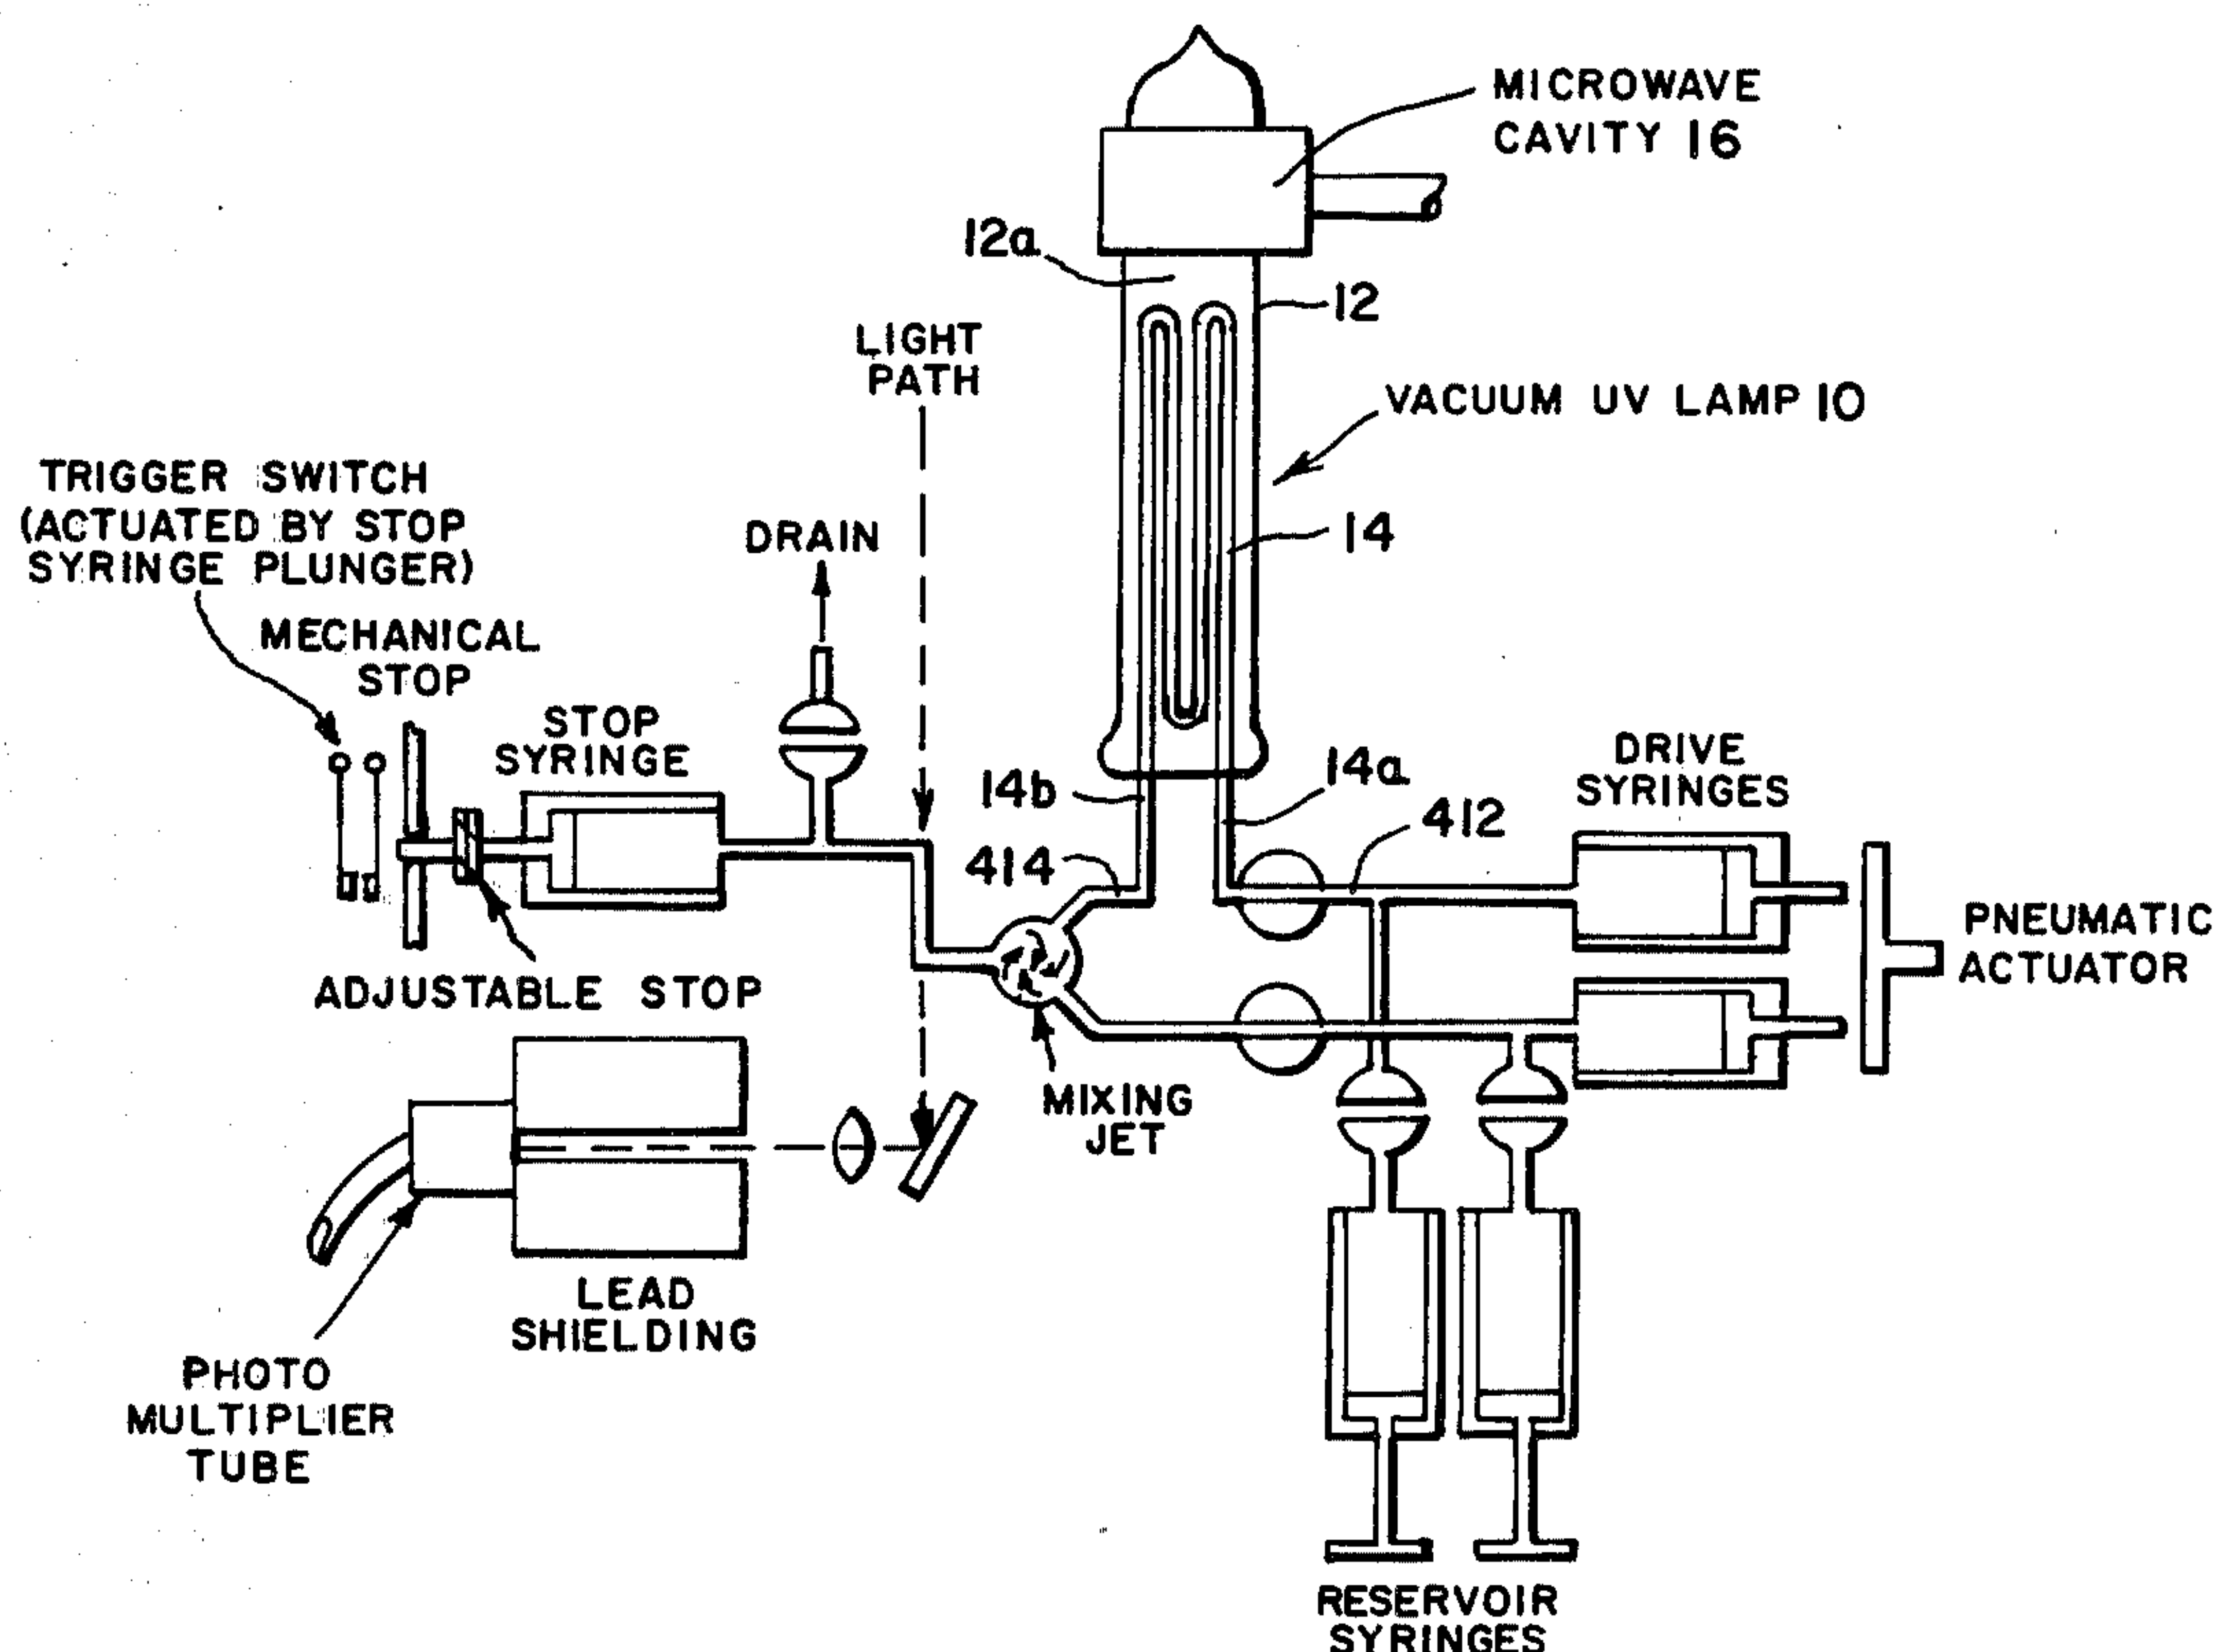 MICROWAVE
CAVITY 16
12a
12
LIGHT
PATH
VACUUM UV LAMP 10
TRIGGER SWITCH
(ACTUATED BY STOP
SYRINGE PLUNGER)
DRAIN
14
MECHANICAL
STOP
STOP
SYRINGE
14b
14a
DRIVE
SYRINGES
412
414
PNEUMATIC
ACTUATOR
ADJUSTABLE STOP
MIXING
JET
LEAD
SHIELDING
PHOTO
MULTIPLIER
TUBE
RESERVOIR
SYRINGES